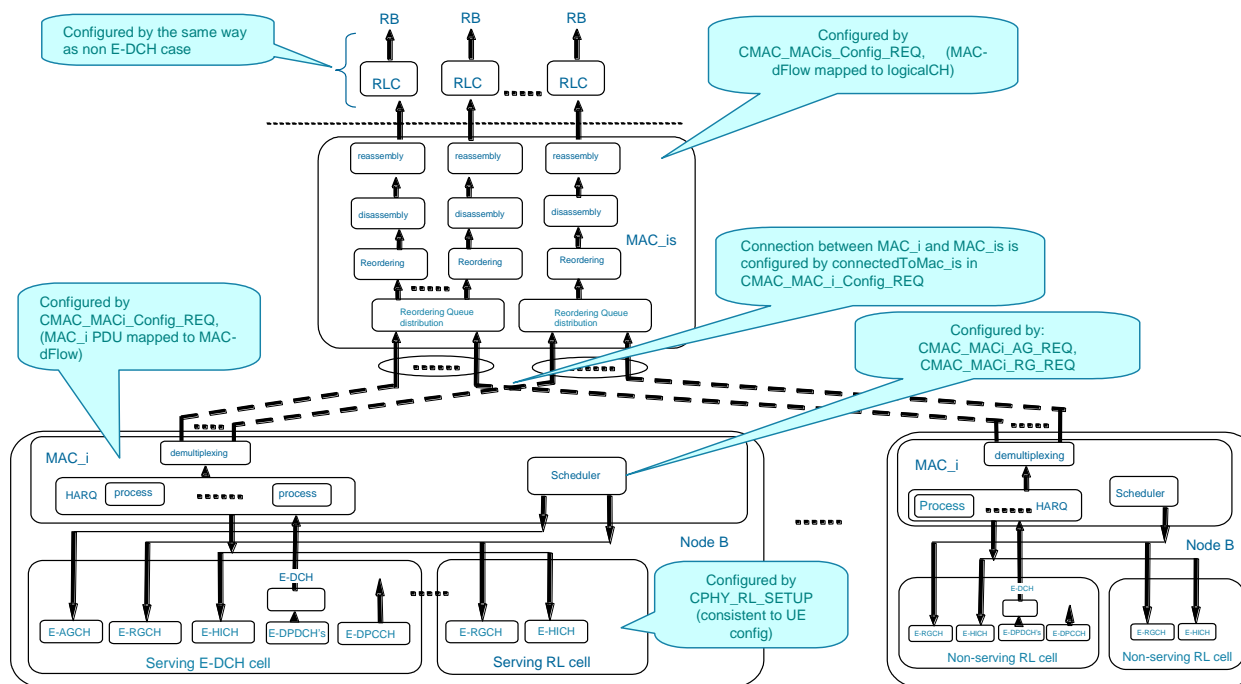 RB
RB
RB
Configured by the same way
as non E-DCH case
Configured by
CMAC_MACis_Config_REQ, (MAC-
dFlow mapped to logicalCH)
RLC
RLC
RLC
reassembly
reassembly
reassembly
disassembly
disassembly
disassembly
MAC_is
Reordering
Reordering
Reordering
Connection between MAC_i and MAC_is is
configured by connectedToMac_is in
CMAC_MAC_i_Config_REQ
Reordering Queue
distribution
Reordering Queue
distribution
Configured by
CMAC_MACi_Config_REQ,
(MAC_i PDU mapped to MAC-
dFlow)
Configured by:
CMAC_MACi_AG_REQ,
CMAC_MACi_RG_REQ
MAC_i
demultiplexing
Scheduler
HARQ
process
process
Node B
MAC_i
demultiplexing
Process
HARQ
Scheduler
Node B
E-DCH
E-AGCH
E-RGCH
E-HICH
E-DPDCH's
E-DPCCH
Serving E-DCH cell
E-RGCH
E-HICH
Serving RL cell
Configured by
CPHY_RL_SETUP
(consistent to UE
config)
E-DCH
E-RGCH
E-HICH
E-DPDCH's
E-DPCCH
Non-serving RL cell
E-RGCH
E-HICH
Non-serving RL cell